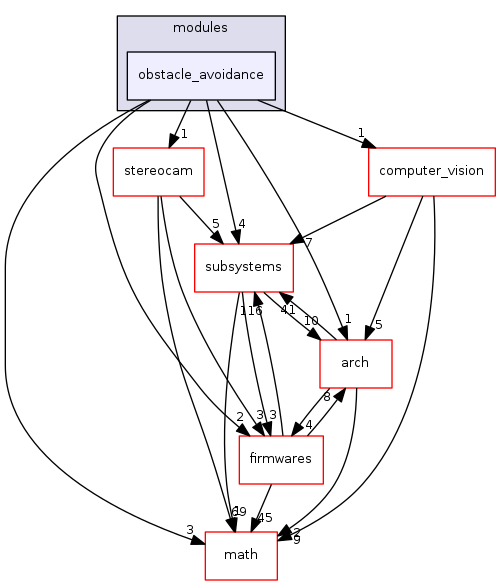 modules
obstacle_avoidance
1
1
stereocam
computer_vision
5
4
7
subsystems
116
41
10
1
5
arch
8
2
3
3
4
firmwares
69
45
3
2
9
math